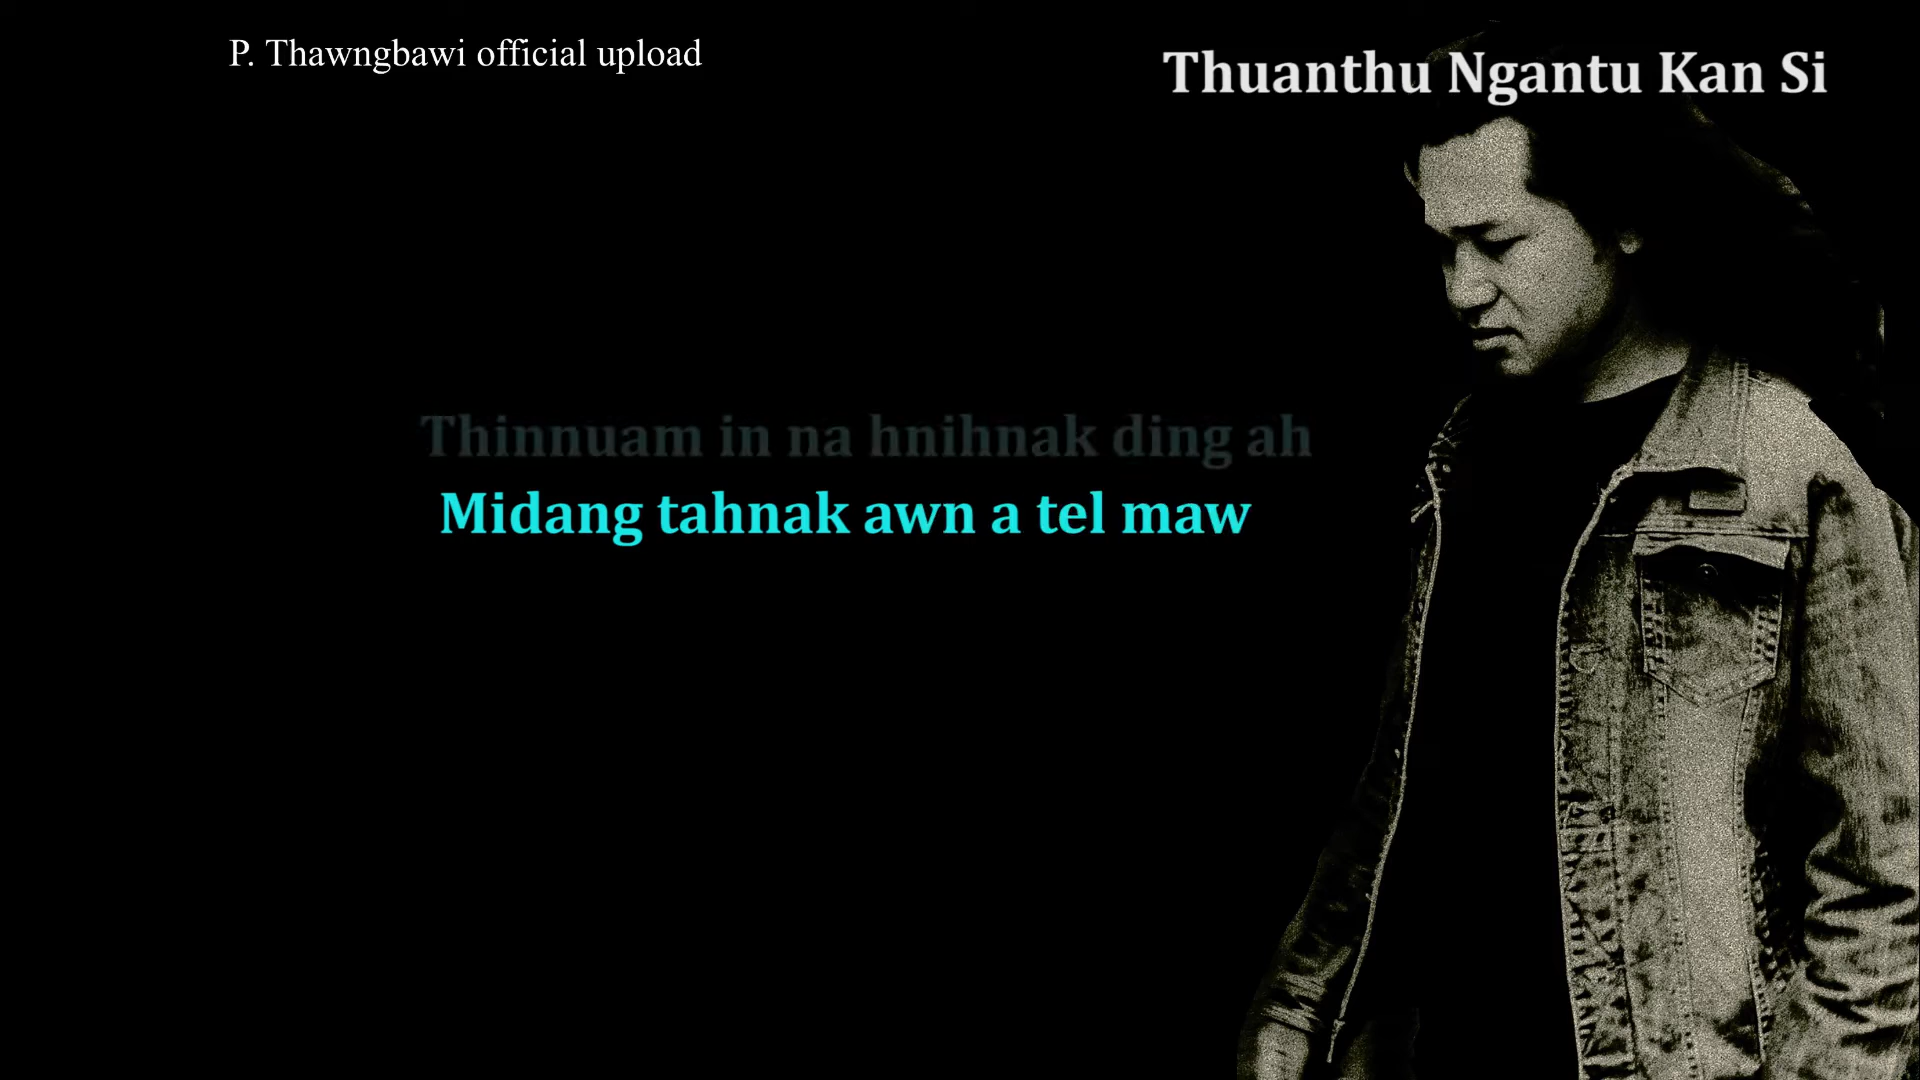 P. Thawngbawi official upload
Thuanthu Ngantu Kan Si
Thinnuam in na hnihnak ding ah
Midang tahnak awn a tel maw